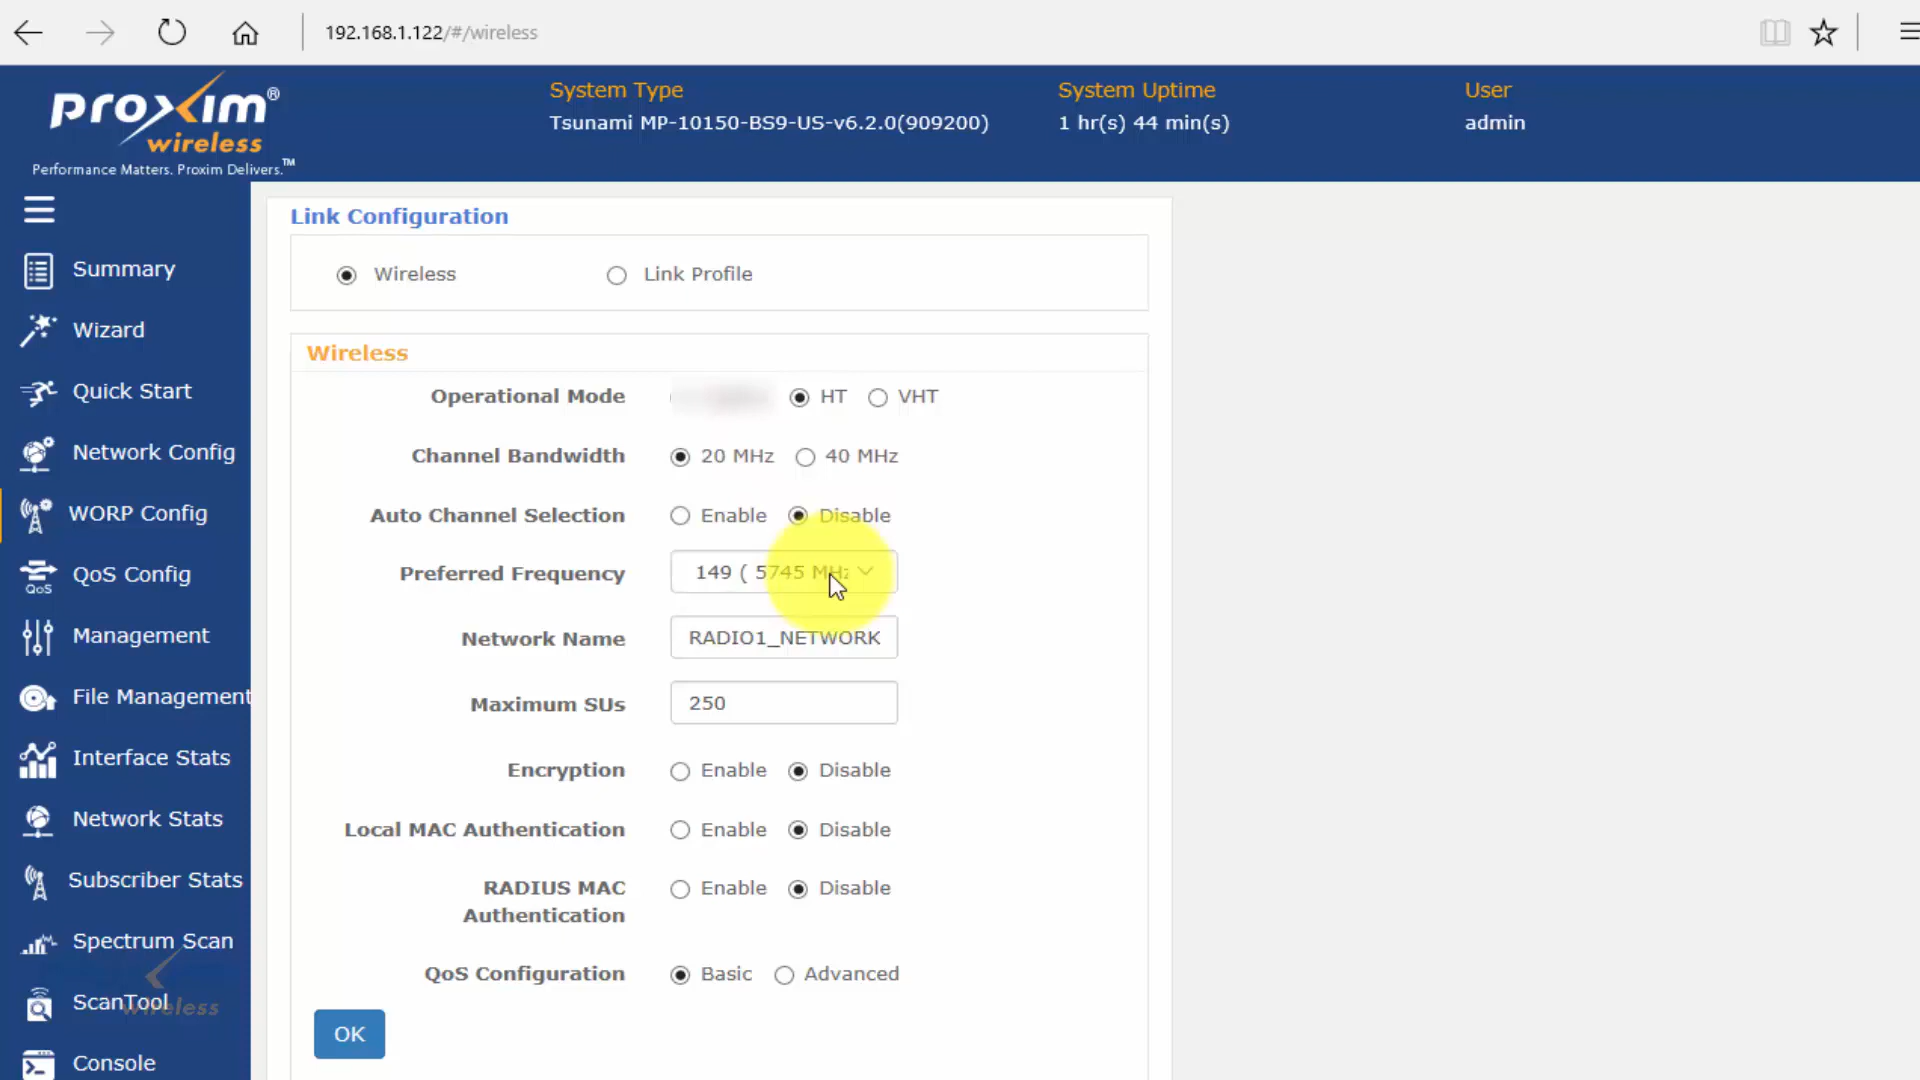 192.168.1.122/#/wireless
proxim®
wireless
Performance Matters. Proxim Delivers.™
System Type
Tsunami MP-10150-BS9-US-v6.2.0(909200)
System Uptime
1 hr(s) 44 min(s)
User
admin
Summary
Wizard
Quick Start
Network Config
WORP Config
QoS
QoS Config
Management
File Management
Interface Stats
Network Stats
Subscriber Stats
Spectrum Scan
ScanTool
wireless
Console
Link Configuration
Wireless Link Profile
Wireless
Operational Mode HT VHT
Channel Bandwidth 20 MHz 40 MHz
Auto Channel Selection Enable Disable
Preferred Frequency 149 ( 5745 MHz
Network Name RADIO1_NETWORK
Maximum SUs 250
Encryption Enable Disable
Local MAC Authentication Enable Disable
RADIUS MAC Enable Disable
Authentication
QoS Configuration Basic Advanced
OK